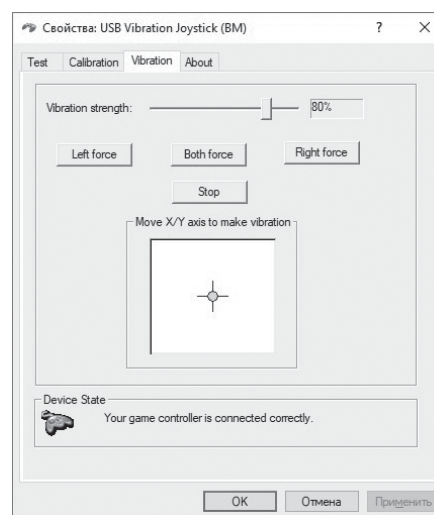 Свойства: USB Vibration Joystick (BM) ? X
Test Calibration Vibration About
Vibration strength: 80%
Left force Both force Right force
Stop
Move X/Y axis to make vibration
Device State
Your game controller is connected correctly.
OK Отмена Применить